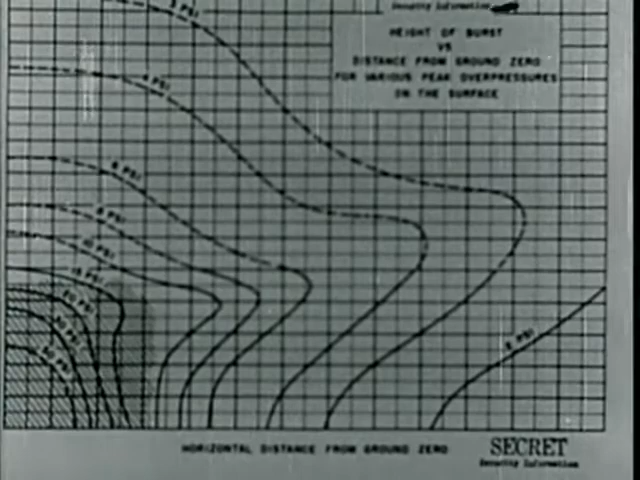 Security Information
HEIGHT OF BURST
VS
DISTANCE FROM GROUND ZERO
FOR VARIOUS PEAK OVERPRESSURES
ON THE SURFACE
4 PSI
6 PSI
8 PSI
10 PSI
15 PSI
HORIZONTAL DISTANCE FROM GROUND ZERO
SECRET
Security Information